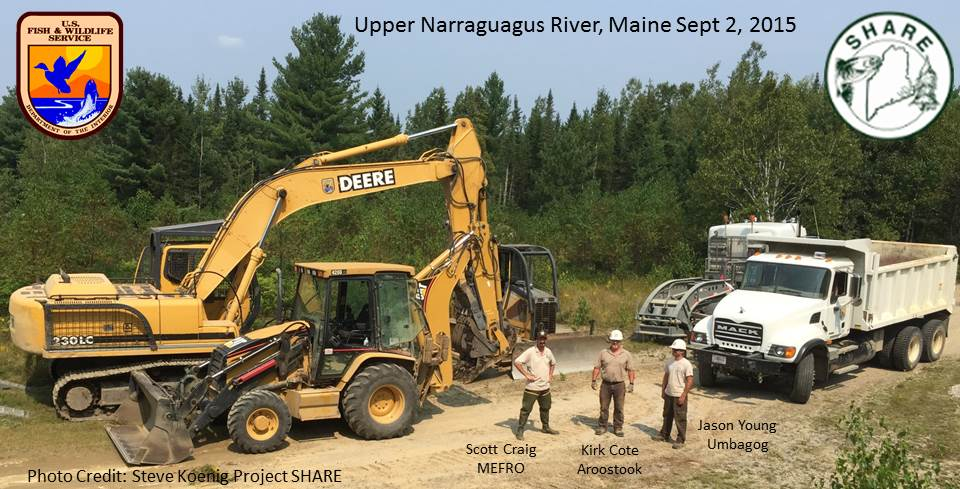 U.S.
FISH & WILDLIFE
SERVICE
DEPARTMENT OF THE INTERIOR
Upper Narraguagus River, Maine Sept 2, 2015
SHARE
DEERE
230LC
MACK
Scott Craig
MEFRO
Kirk Cote
Aroostook
Jason Young
Umbagog
Photo Credit: Steve Koenig Project SHARE